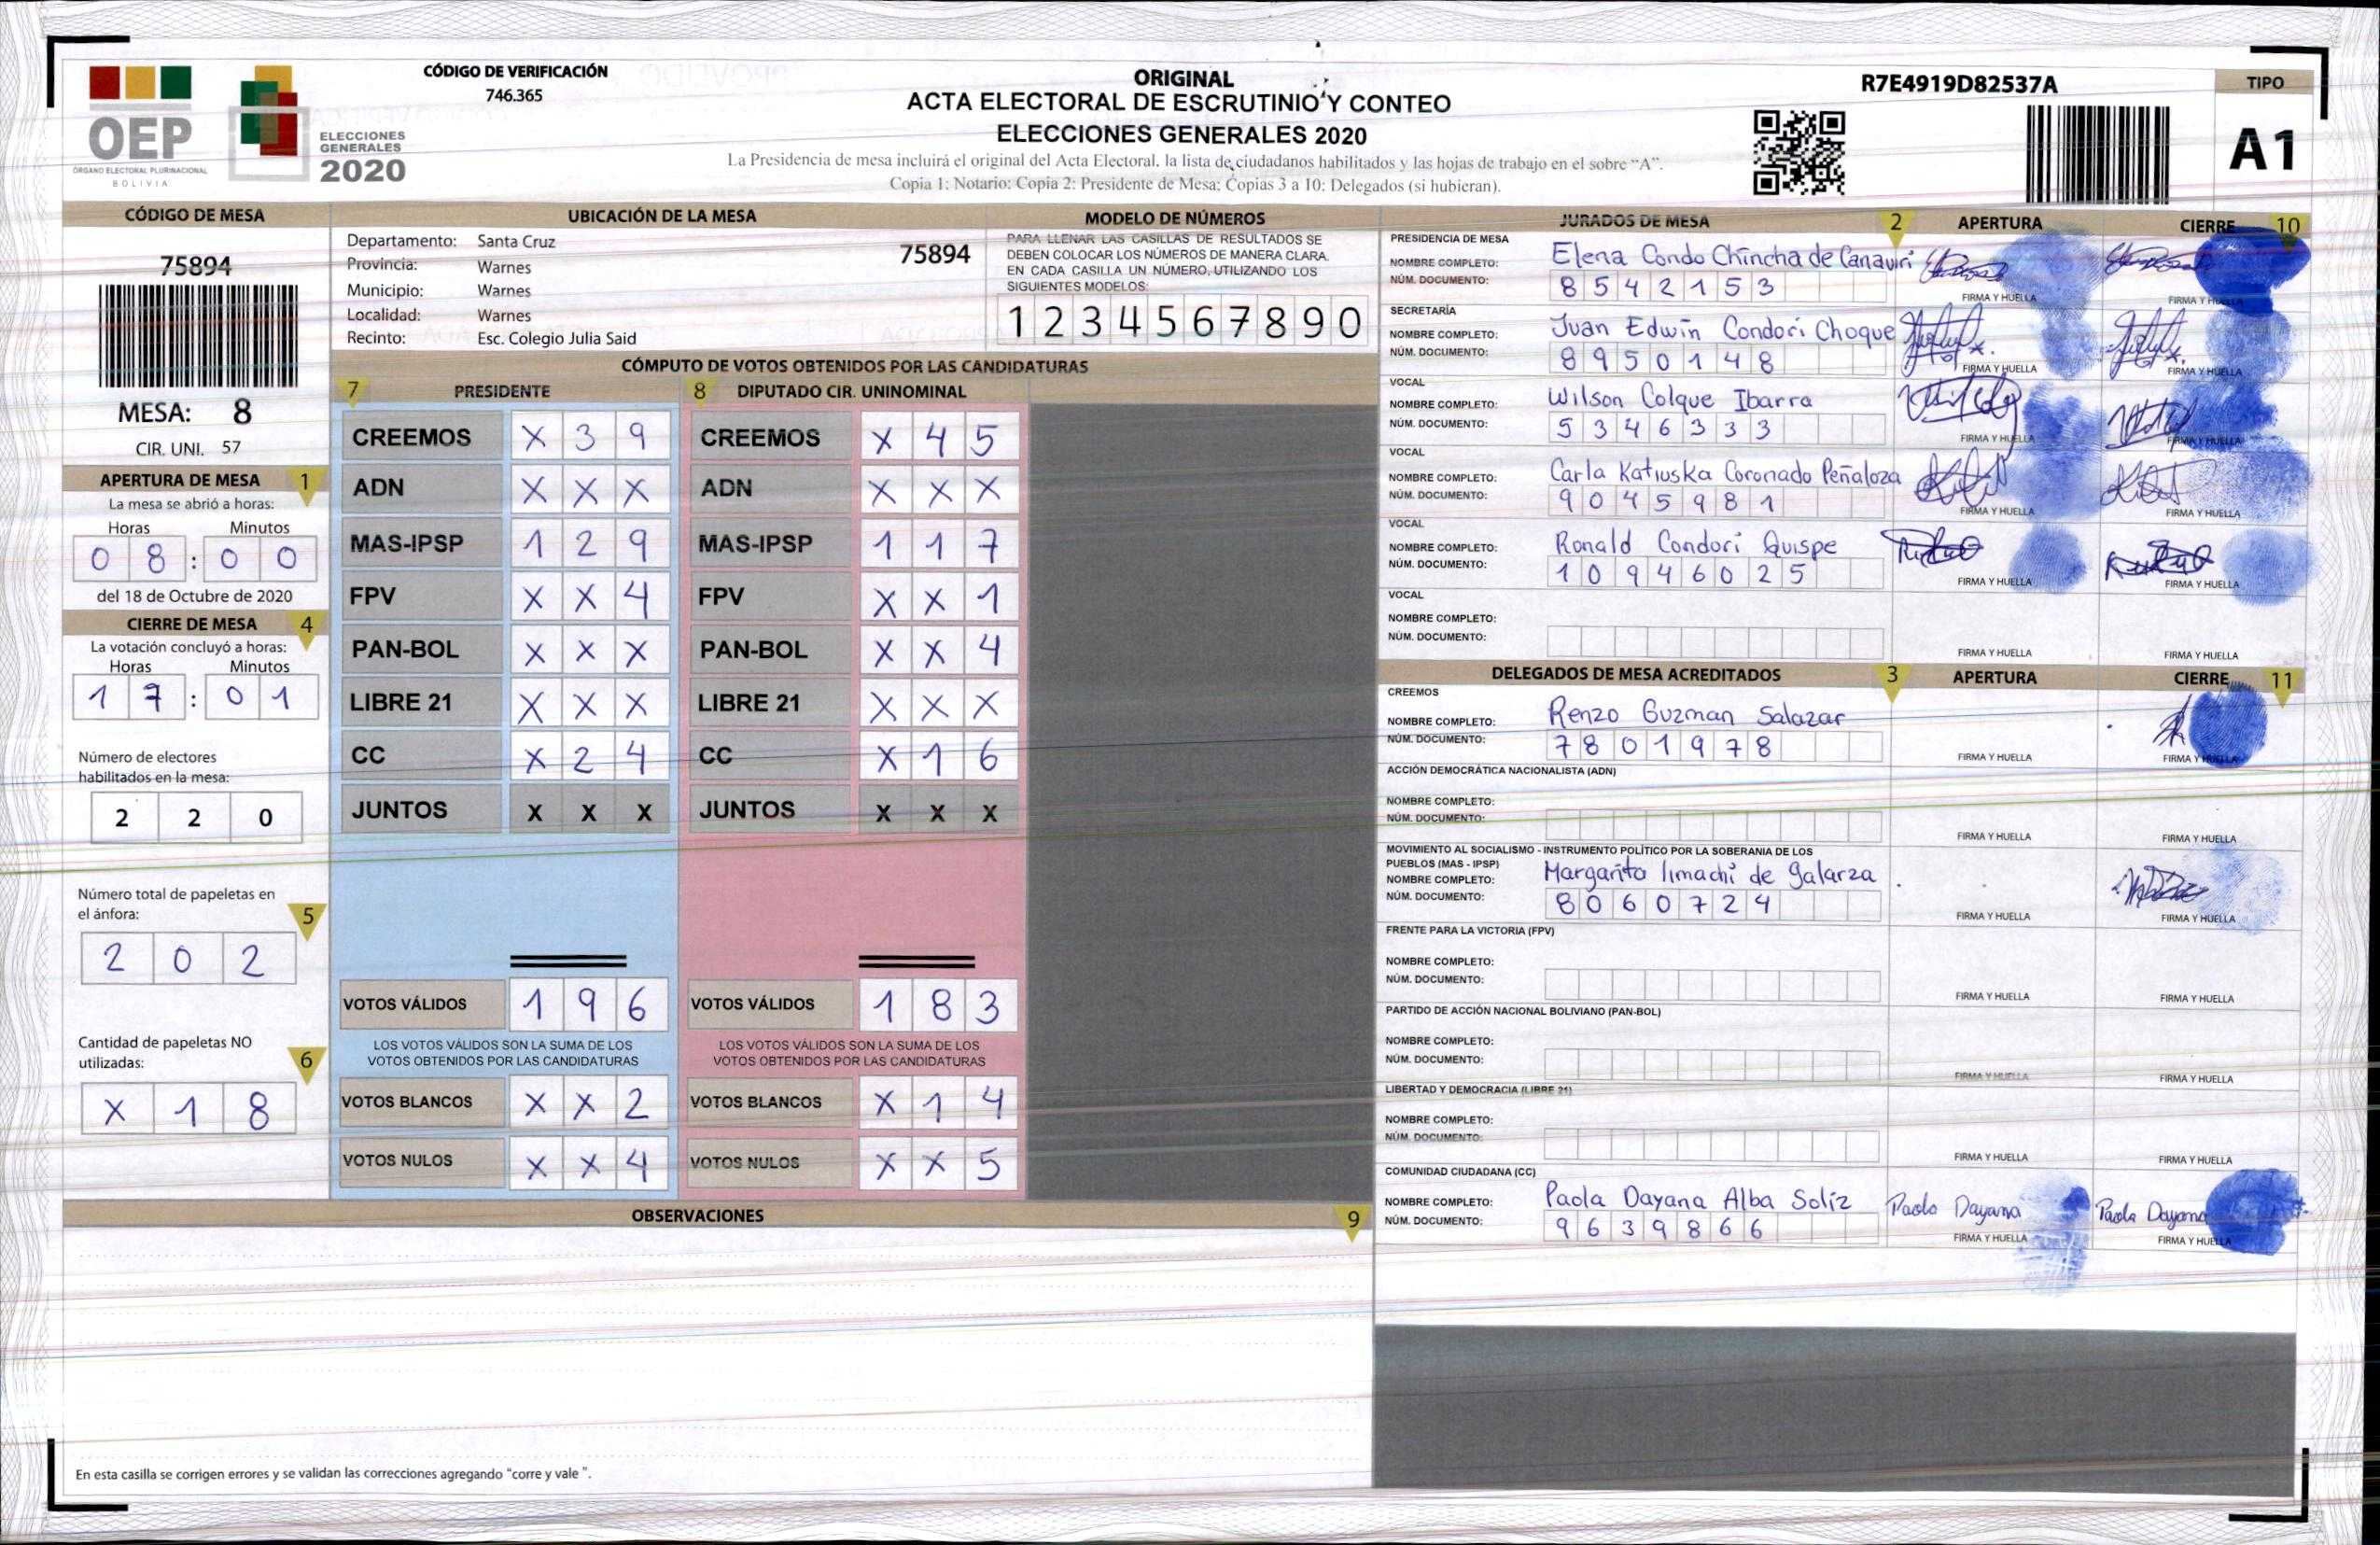 OEP
ÓRGANO ELECTORAL PLURINACIONAL
BOLIVIA
ELECCIONES
GENERALES
2020
CÓDIGO DE VERIFICACIÓN
746.365
ORIGINAL
ACTA ELECTORAL DE ESCRUTINIO Y CONTEO
ELECCIONES GENERALES 2020
La Presidencia de mesa incluirá el original del Acta Electoral, la lista de ciudadanos habilitados y las hojas de trabajo en el sobre "A".
Copia 1: Notario; Copia 2: Presidente de Mesa; Copias 3 a 10: Delegados (si hubieran).
R7E4919D82537A
TIPO
A1
CÓDIGO DE MESA
75894
MESA: 8
CIR. UNI. 57
APERTURA DE MESA 1
La mesa se abrió a horas:
Horas Minutos
0 8 : 0 0
del 18 de Octubre de 2020
CIERRE DE MESA 4
La votación concluyó a horas:
Horas Minutos
1 7 : 0 1
Número de electores
habilitados en la mesa:
2 2 0
Número total de papeletas en
el ánfora: 5
2 0 2
Cantidad de papeletas NO
utilizadas: 6
X 1 8
UBICACIÓN DE LA MESA
Departamento: Santa Cruz 75894
Provincia: Warnes
Municipio: Warnes
Localidad: Warnes
Recinto: Esc. Colegio Julia Said
MODELO DE NÚMEROS
PARA LLENAR LAS CASILLAS DE RESULTADOS SE
DEBEN COLOCAR LOS NÚMEROS DE MANERA CLARA.
EN CADA CASILLA UN NÚMERO, UTILIZANDO LOS
SIGUIENTES MODELOS:
1 2 3 4 5 6 7 8 9 0
CÓMPUTO DE VOTOS OBTENIDOS POR LAS CANDIDATURAS
7 PRESIDENTE 8 DIPUTADO CIR. UNINOMINAL
CREEMOS X 3 9 CREEMOS X 4 5
ADN X X X ADN X X X
MAS-IPSP 1 2 9 MAS-IPSP 1 1 7
FPV X X 4 FPV X X 1
PAN-BOL X X X PAN-BOL X X 4
LIBRE 21 X X X LIBRE 21 X X X
CC X 2 4 CC X 1 6
JUNTOS X X X JUNTOS X X X
VOTOS VÁLIDOS 1 9 6 VOTOS VÁLIDOS 1 8 3
LOS VOTOS VÁLIDOS SON LA SUMA DE LOS LOS VOTOS VÁLIDOS SON LA SUMA DE LOS
VOTOS OBTENIDOS POR LAS CANDIDATURAS VOTOS OBTENIDOS POR LAS CANDIDATURAS
VOTOS BLANCOS X X 2 VOTOS BLANCOS X 1 4
VOTOS NULOS X X 4 VOTOS NULOS X X 5
OBSERVACIONES 9
En esta casilla se corrigen errores y se validan las correcciones agregando "corre y vale ".
JURADOS DE MESA 2 APERTURA CIERRE 10
PRESIDENCIA DE MESA
NOMBRE COMPLETO: Elena Condo Chincha de Canaviri
NÚM. DOCUMENTO: 8 5 4 2 1 5 3
FIRMA Y HUELLA FIRMA Y HUELLA
SECRETARÍA
NOMBRE COMPLETO: Juan Edwin Condori Choque
NÚM. DOCUMENTO: 8 9 5 0 1 4 8
FIRMA Y HUELLA FIRMA Y HUELLA
VOCAL
NOMBRE COMPLETO: Wilson Colque Ibarra
NÚM. DOCUMENTO: 5 3 4 6 3 3 3
FIRMA Y HUELLA FIRMA Y HUELLA
VOCAL
NOMBRE COMPLETO: Carla Katiuska Coronado Peñaloza
NÚM. DOCUMENTO: 9 0 4 5 9 8 1
FIRMA Y HUELLA FIRMA Y HUELLA
VOCAL
NOMBRE COMPLETO: Ronald Condori Quispe
NÚM. DOCUMENTO: 1 0 9 4 6 0 2 5
FIRMA Y HUELLA FIRMA Y HUELLA
VOCAL
NOMBRE COMPLETO:
NÚM. DOCUMENTO:
FIRMA Y HUELLA FIRMA Y HUELLA
DELEGADOS DE MESA ACREDITADOS 3 APERTURA CIERRE 11
CREEMOS
NOMBRE COMPLETO: Renzo Guzman Salazar
NÚM. DOCUMENTO: 7 8 0 1 9 7 8
FIRMA Y HUELLA FIRMA Y HUELLA
ACCIÓN DEMOCRÁTICA NACIONALISTA (ADN)
NOMBRE COMPLETO:
NÚM. DOCUMENTO:
FIRMA Y HUELLA FIRMA Y HUELLA
MOVIMIENTO AL SOCIALISMO - INSTRUMENTO POLÍTICO POR LA SOBERANIA DE LOS
PUEBLOS (MAS - IPSP)
NOMBRE COMPLETO: Margarita limachi de Galarza
NÚM. DOCUMENTO: 8 0 6 0 7 2 4
FIRMA Y HUELLA FIRMA Y HUELLA
FRENTE PARA LA VICTORIA (FPV)
NOMBRE COMPLETO:
NÚM. DOCUMENTO:
FIRMA Y HUELLA FIRMA Y HUELLA
PARTIDO DE ACCIÓN NACIONAL BOLIVIANO (PAN-BOL)
NOMBRE COMPLETO:
NÚM. DOCUMENTO:
FIRMA Y HUELLA FIRMA Y HUELLA
LIBERTAD Y DEMOCRACIA (LIBRE 21)
NOMBRE COMPLETO:
NÚM. DOCUMENTO:
FIRMA Y HUELLA FIRMA Y HUELLA
COMUNIDAD CIUDADANA (CC)
NOMBRE COMPLETO: Paola Dayana Alba Soliz Paola Dayana Paola Dayana
NÚM. DOCUMENTO: 9 6 3 9 8 6 6
FIRMA Y HUELLA FIRMA Y HUELLA